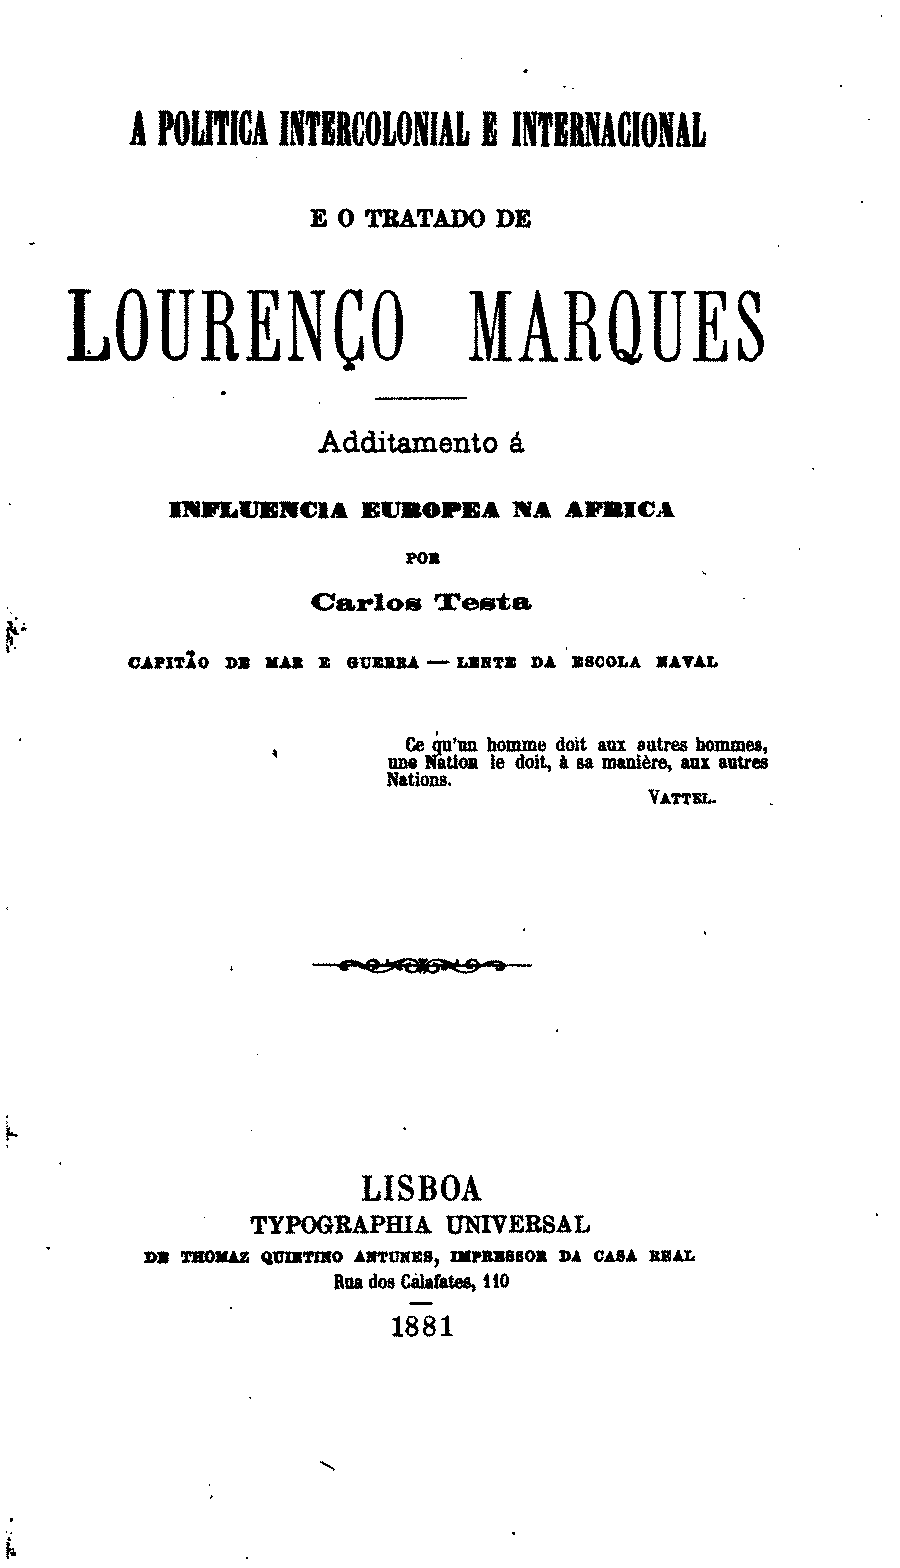 A POLITICA INTERCOLONIAL E INTERNACIONAL
E O TRATADO DE
LOURENÇO MARQUES
Additamento á
INFLUENCIA EUROPEA NA AFRICA
POR
Carlos Testa
CAPITÃO DE MAR E GUERRA — LENTE DA ESCOLA NAVAL
Ce qu'un homme doit aux autres hommes,
une Nation le doit, à sa manière, aux autres
Nations.
VATTEL.
LISBOA
TYPOGRAPHIA UNIVERSAL
DE THOMAZ QUINTINO ANTUNES, IMPRESSOR DA CASA REAL
Rua dos Calafates, 110
1881